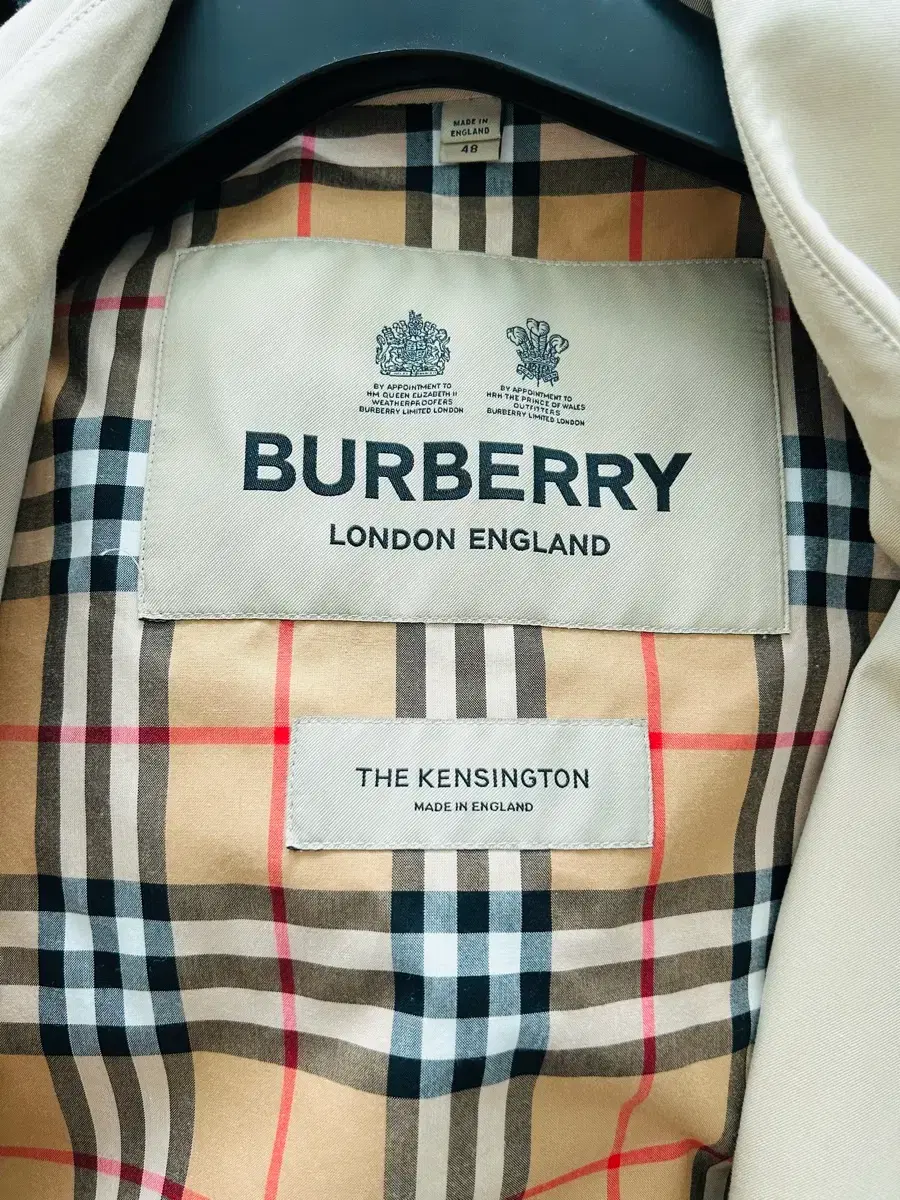 MADE IN
ENGLAND
48
BY APPOINTMENT TO
HM QUEEN ELIZABETH II
WEATHERPROOFERS
BURBERRY LIMITED LONDON
BY APPOINTMENT TO
HRH THE PRINCE OF WALES
OUTFITTERS
BURBERRY LIMITED LONDON
BURBERRY
LONDON ENGLAND
THE KENSINGTON
MADE IN ENGLAND